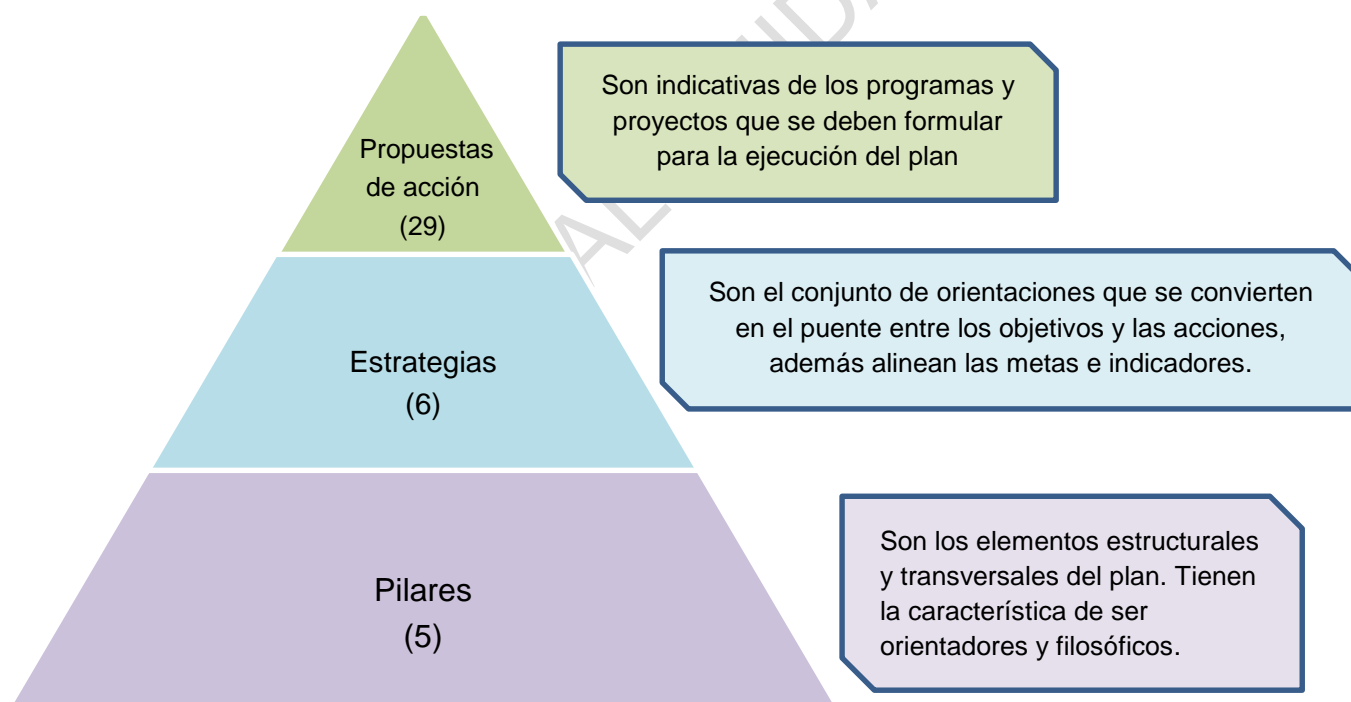 Propuestas
de acción
(29)
Son indicativas de los programas y
proyectos que se deben formular
para la ejecución del plan
Estrategias
(6)
Son el conjunto de orientaciones que se convierten
en el puente entre los objetivos y las acciones,
además alinean las metas e indicadores.
Pilares
(5)
Son los elementos estructurales
y transversales del plan. Tienen
la característica de ser
orientadores y filosóficos.